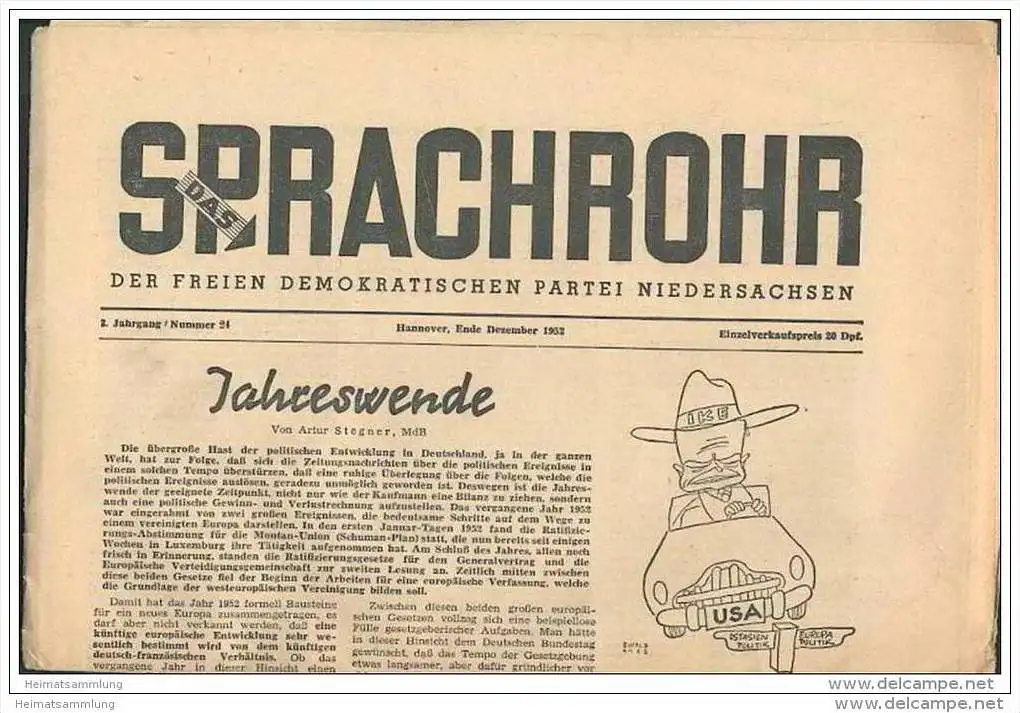 DAS
SPRACHROHR
DER FREIEN DEMOKRATISCHEN PARTEI NIEDERSACHSEN
2. Jahrgang / Nummer 24
Hannover, Ende Dezember 1952
Einzelverkaufspreis 20 Dpf.
Jahreswende
Von Artur Stegner, MdB
Die übergroße Hast der politischen Entwicklung in Deutschland, ja in der ganzen
Welt, hat zur Folge, daß sich die Zeitungsnachrichten über die politischen Ereignisse in
einem solchen Tempo überstürzen, daß eine ruhige Überlegung über die Folgen, welche die
politischen Ereignisse auslösen, geradezu unmöglich geworden ist. Deswegen ist die Jahres-
wende der geeignete Zeitpunkt, nicht nur wie der Kaufmann eine Bilanz zu ziehen, sondern
auch eine politische Gewinn- und Verlustrechnung aufzustellen. Das vergangene Jahr 1952
war eingerahmt von zwei großen Ereignissen, die bedeutsame Schritte auf dem Wege zu
einem vereinigten Europa darstellen. In den ersten Januar-Tagen 1952 fand die Ratifizie-
rungs-Abstimmung für die Montan-Union (Schuman-Plan) statt, die nun bereits seit einigen
Wochen in Luxemburg ihre Tätigkeit aufgenommen hat. Am Schluß des Jahres, allen noch
frisch in Erinnerung, standen die Ratifizierungsgesetze für den Generalvertrag und die
Europäische Verteidigungsgemeinschaft zur zweiten Lesung an. Zeitlich mitten zwischen
diese beiden Gesetze fiel der Beginn der Arbeiten für eine europäische Verfassung, welche
die Grundlage der westeuropäischen Vereinigung bilden soll.
Damit hat das Jahr 1952 formell Bausteine
für ein neues Europa zusammengetragen, es
darf aber nicht verkannt werden, daß eine
künftige europäische Entwicklung sehr we-
sentlich bestimmt wird von dem künftigen
deutsch-französischen Verhältnis. Ob das
vergangene Jahr in dieser Hinsicht einen
Zwischen diesen beiden großen europäi-
schen Gesetzen vollzog sich eine beispiellose
Fülle gesetzgeberischer Aufgaben. Man hätte
in dieser Hinsicht dem Deutschen Bundestag
gewünscht, daß das Tempo der Gesetzgebung
etwas langsamer, aber dafür gründlicher vor
IKE
USA
OSTASIEN
POLITIK
EUROPA
POLITIK
Heimatsammlung
www.delcampe.net
Heimatsammlung
www.delcampe.net